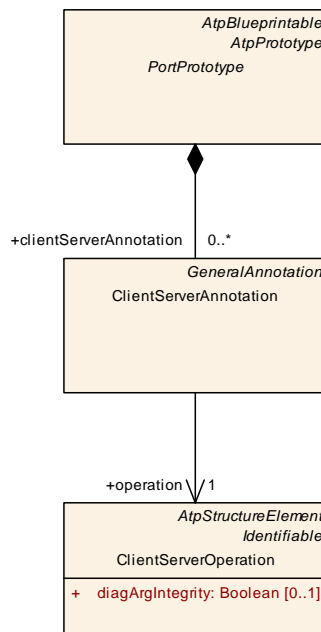 AtpBlueprintable
AtpPrototype
PortPrototype
+clientServerAnnotation 0..*
GeneralAnnotation
ClientServerAnnotation
+operation 1
AtpStructureElement
Identifiable
ClientServerOperation
+ diagArgIntegrity: Boolean [0..1]